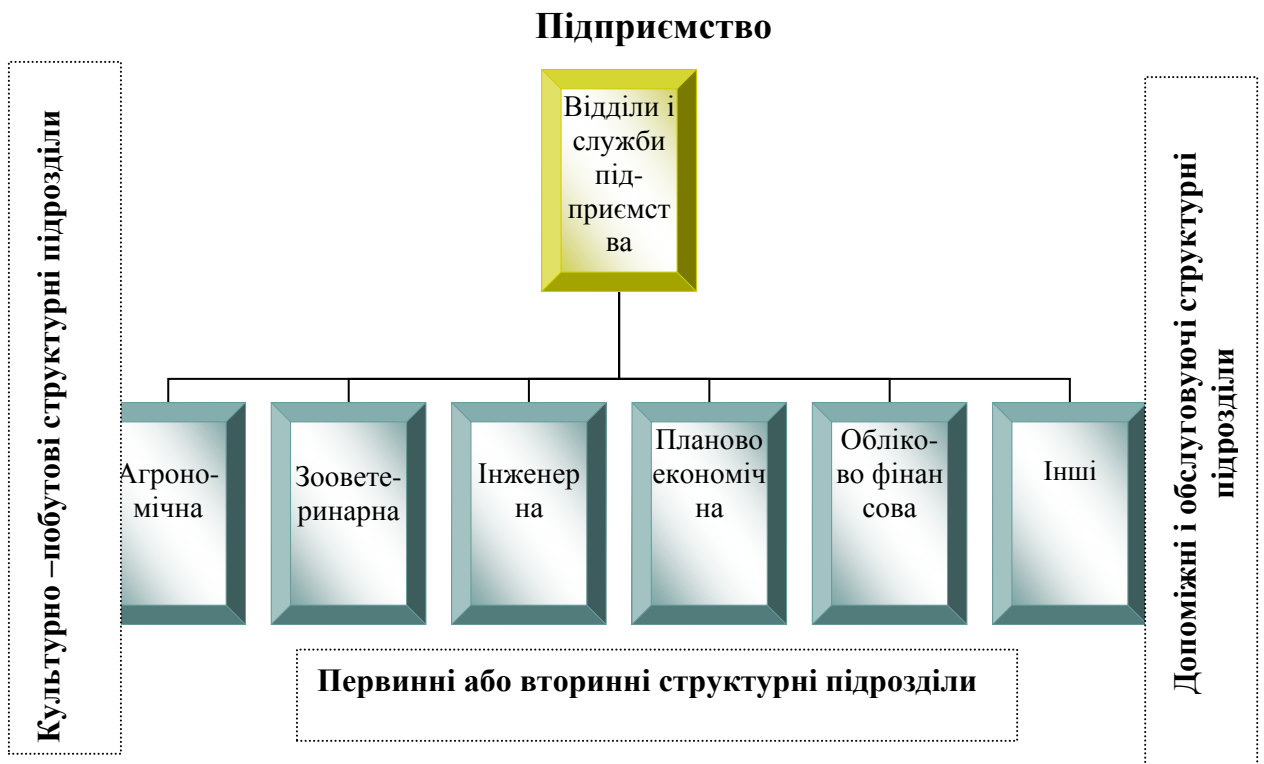 Підприємство
Культурно –побутові структурні підрозділи
Відділи і
служби
під-
приємст
ва
Допоміжні і обслуговуючі структурні
підрозділи
Агроно-
мічна
Зоовете-
ринарна
Інженер
на
Планово
економіч
на
Обліко-
во фінан
сова
Інші
Первинні або вторинні структурні підрозділи